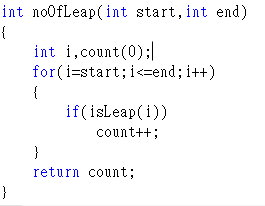 int noOfLeap(int start,int end)
{
    int i,count(0);
    for(i=start;i<=end;i++)
    {
        if(isLeap(i))
            count++;
    }
    return count;
}